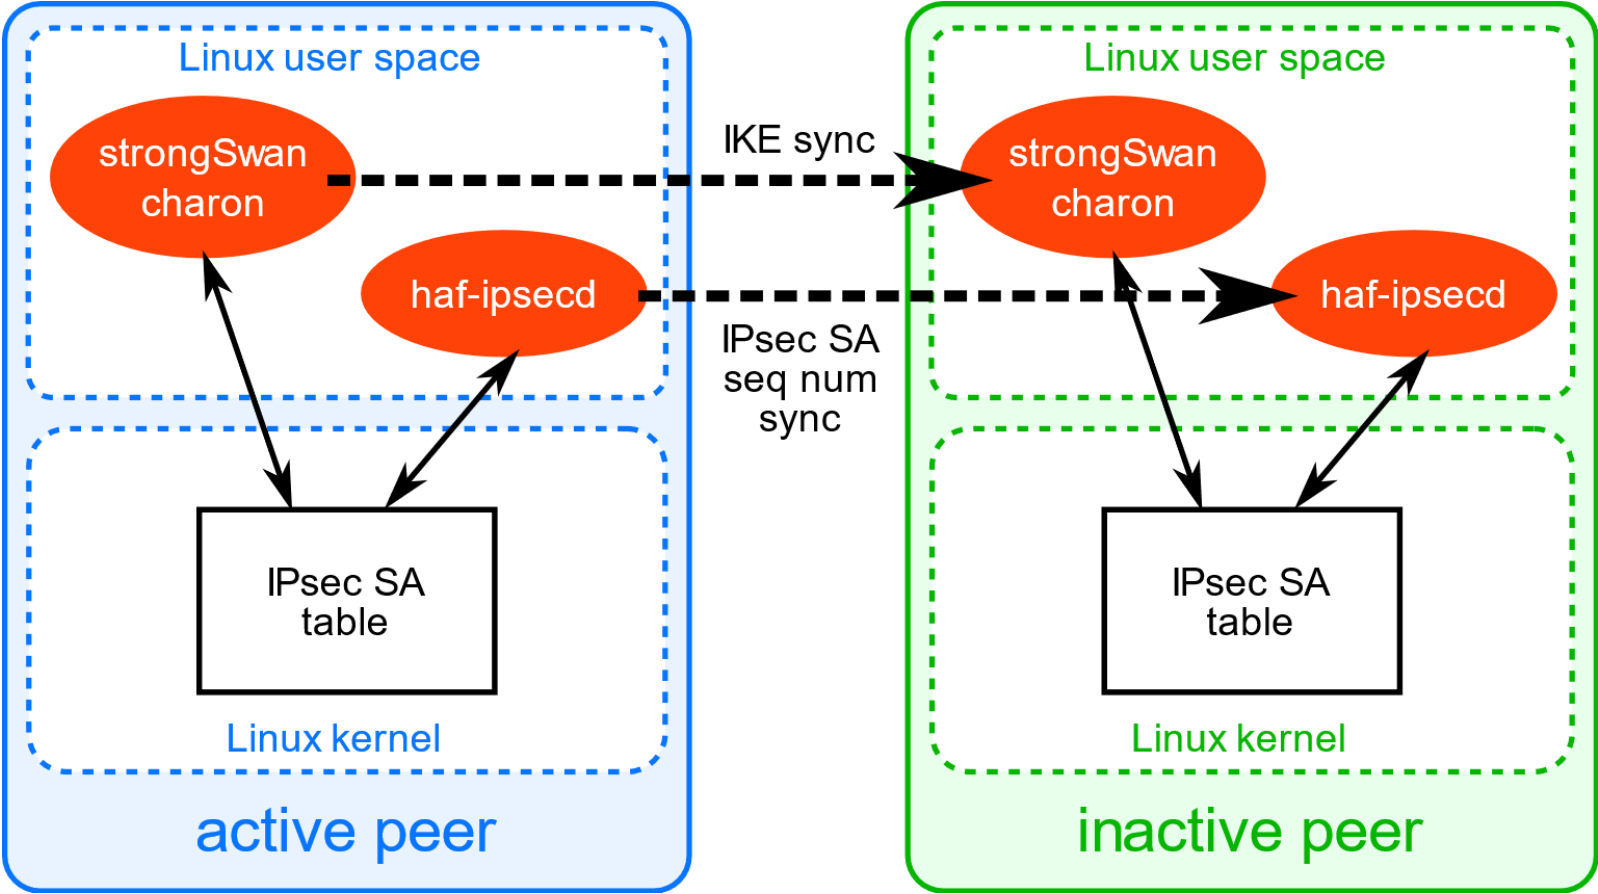 Linux user space
strongSwan
charon
haf-ipsecd
IPsec SA
table
Linux kernel
active peer
IKE sync
IPsec SA
seq num
sync
Linux user space
strongSwan
charon
haf-ipsecd
IPsec SA
table
Linux kernel
inactive peer